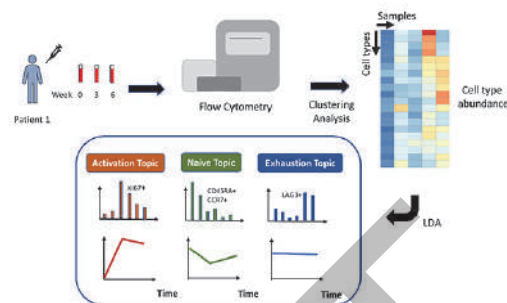 Samples
Cell types
Week 0 3 6
Patient 1
Flow Cytometry
Clustering
Analysis
Cell type
abundance
Activation Topic
Naive Topic
Exhaustion Topic
Ki67+
CD45RA+
CCR7+
LAG3+
LDA
Time
Time
Time